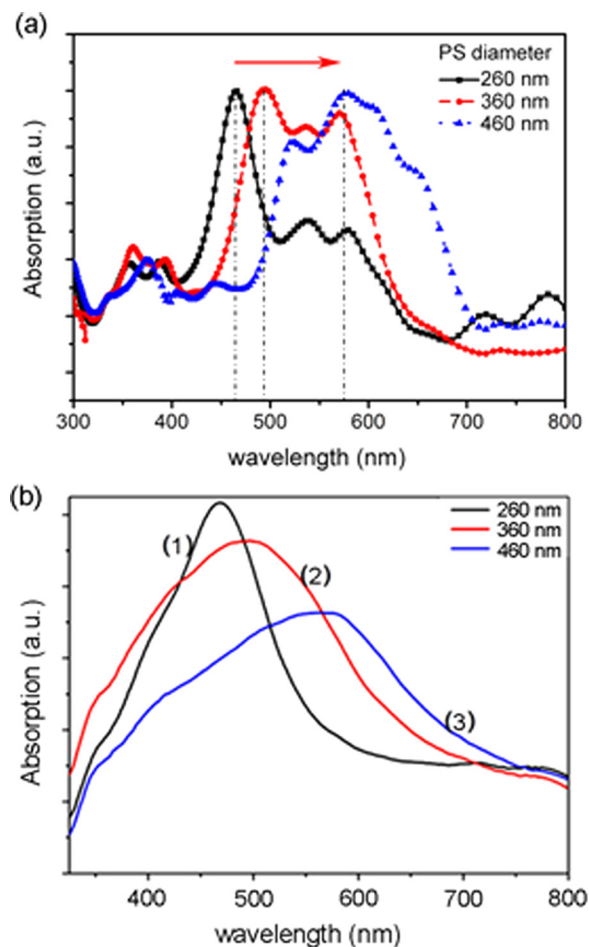 (a)
PS diameter
260 nm
360 nm
460 nm
Absorption (a.u.)
300 400 500 600 700 800
wavelength (nm)
(b)
260 nm
360 nm
460 nm
(1)
(2)
(3)
Absorption (a.u.)
400 500 600 700 800
wavelength (nm)